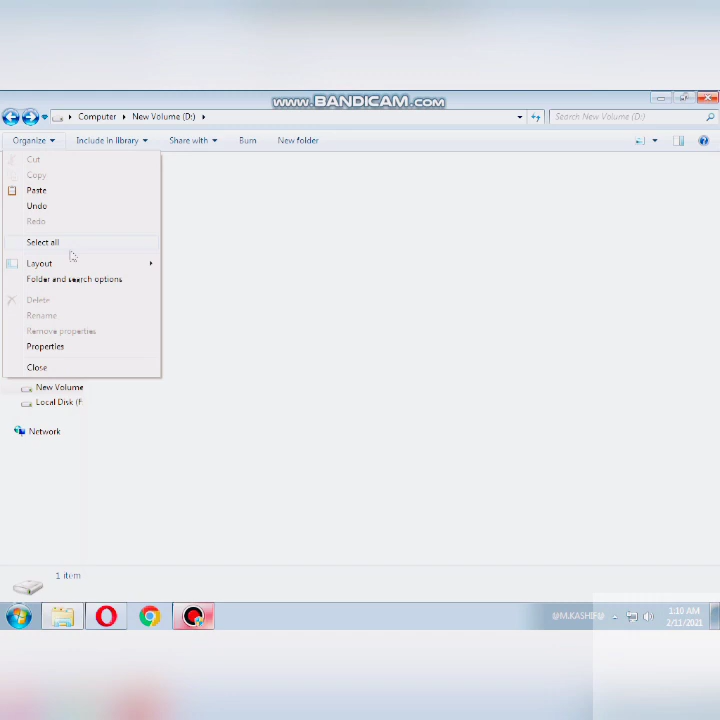 www.BANDICAM.com
Computer New Volume (D:)
Search New Volume (D:)
Organize Include in library Share with Burn New folder
Cut
Copy
Paste
Undo
Redo
Select all
Layout
Folder and search options
Delete
Rename
Remove properties
Properties
Close
New Volume
Local Disk (F
Network
1 item
@M.KASHIF@
1:10 AM
2/11/2021